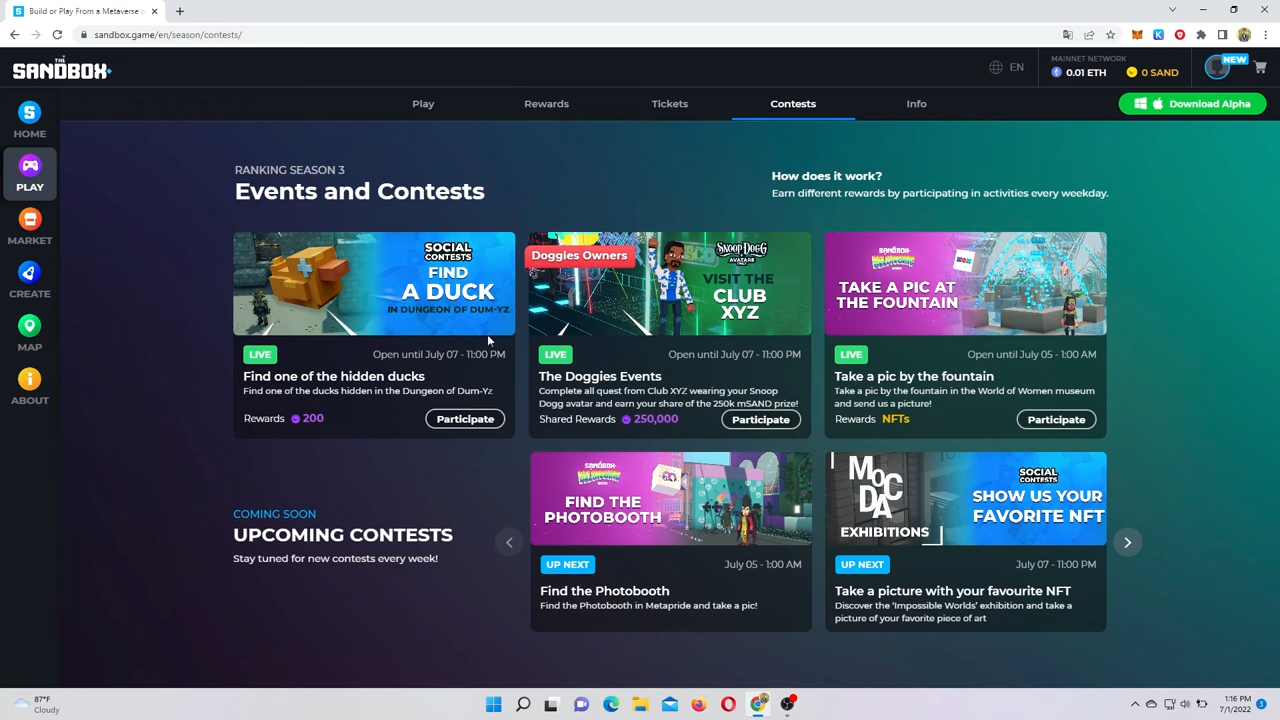 Build or Play From a Metaverse o
sandbox.game/en/season/contests/
THE
SANDBOX
EN
MAINNET NETWORK
0.01 ETH
0 SAND
NEW
S
HOME
PLAY
MARKET
CREATE
MAP
ABOUT
Play
Rewards
Tickets
Contests
Info
Download Alpha
RANKING SEASON 3
Events and Contests
How does it work?
Earn different rewards by participating in activities every weekday.
SOCIAL
CONTESTS
FIND
A DUCK
IN DUNGEON OF DUM-YZ
LIVE
Open until July 07 - 11:00 PM
Find one of the hidden ducks
Find one of the ducks hidden in the Dungeon of Dum-Yz
Rewards
200
Participate
Doggies Owners
SNOOP DOGG
AVATARS
VISIT THE
CLUB
XYZ
LIVE
Open until July 07 - 11:00 PM
The Doggies Events
Complete all quest from Club XYZ wearing your Snoop
Dogg avatar and earn your share of the 250k mSAND prize!
Shared Rewards
250,000
Participate
SANDBOX
TAKE A PIC AT
THE FOUNTAIN
WOW
LIVE
Open until July 05 - 1:00 AM
Take a pic by the fountain
Take a pic by the fountain in the World of Women museum
and send us a picture!
Rewards
NFTs
Participate
COMING SOON
UPCOMING CONTESTS
Stay tuned for new contests every week!
SANDBOX
FIND THE
PHOTOBOOTH
UP NEXT
July 05 - 1:00 AM
Find the Photobooth
Find the Photobooth in Metapride and take a pic!
MOC
DA
EXHIBITIONS
SOCIAL
CONTESTS
SHOW US YOUR
FAVORITE NFT
UP NEXT
July 07 - 11:00 PM
Take a picture with your favourite NFT
Discover the ‘Impossible Worlds’ exhibition and take a
picture of your favorite piece of art
87°F
Cloudy
1:16 PM
7/1/2022
3